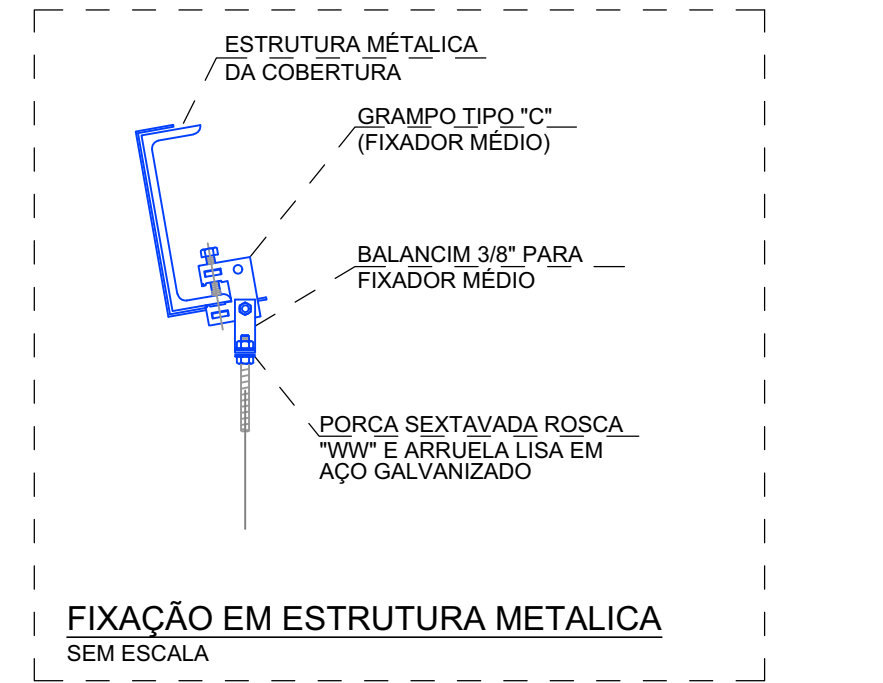 ESTRUTURA MÉTALICA
DA COBERTURA
GRAMPO TIPO "C"
(FIXADOR MÉDIO)
BALANCIM 3/8" PARA
FIXADOR MÉDIO
PORCA SEXTAVADA ROSCA
"WW" E ARRUELA LISA EM
AÇO GALVANIZADO
FIXAÇÃO EM ESTRUTURA METALICA
SEM ESCALA